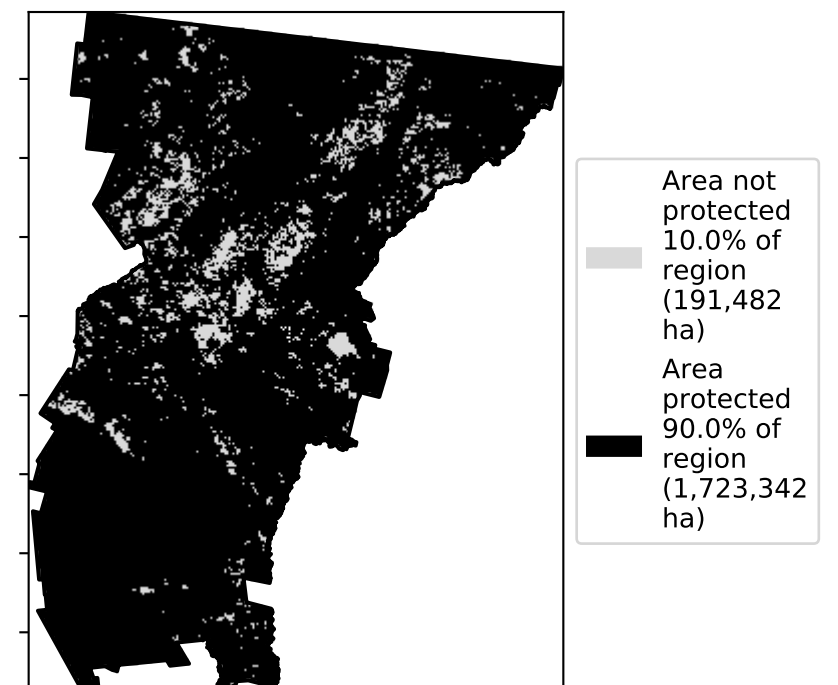 Area not
protected
10.0% of
region
(191,482
ha)
Area
protected
90.0% of
region
(1,723,342
ha)